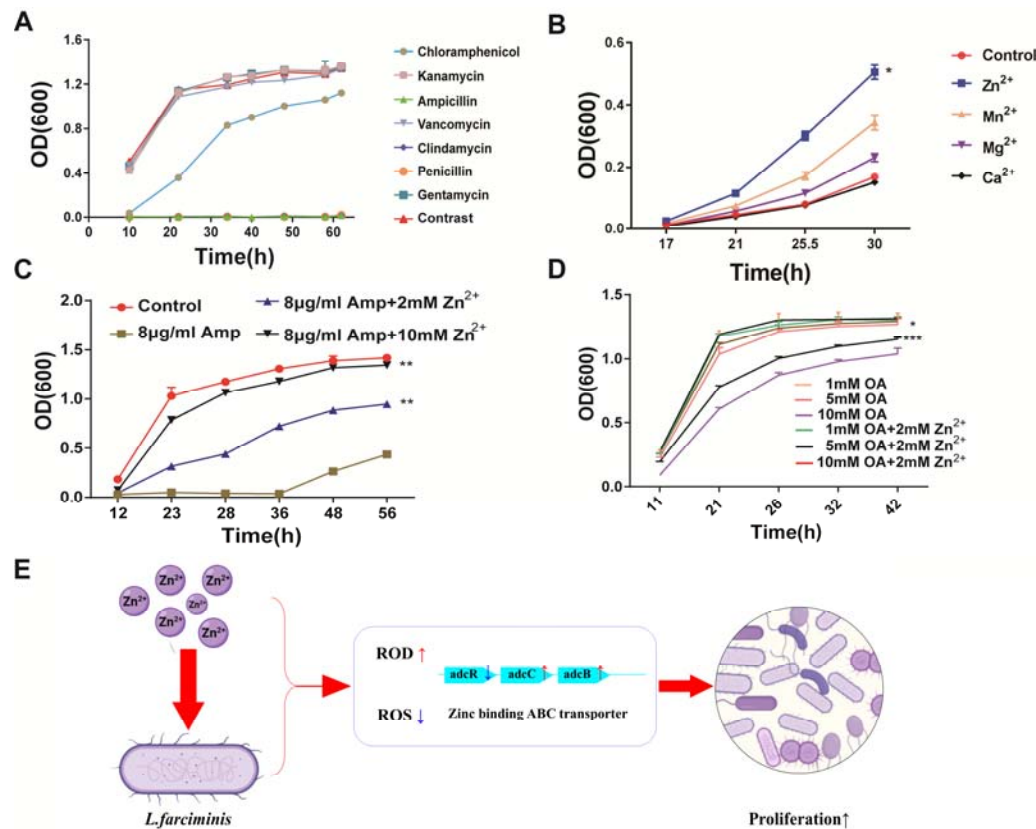 A
OD(600)
1.6
1.2
0.8
0.4
0.0
0 10 20 30 40 50 60
Time(h)
Chloramphenicol
Kanamycin
Ampicillin
Vancomycin
Clindamycin
Penicillin
Gentamycin
Contrast
B
OD(600)
0.6
0.4
0.2
0.0
17 21 25.5 30
Time(h)
*
Control
Zn2+
Mn2+
Mg2+
Ca2+
C
OD(600)
2.0
1.5
1.0
0.5
0.0
12 23 28 36 48 56
Time(h)
Control
8μg/ml Amp
8μg/ml Amp+2mM Zn2+
8μg/ml Amp+10mM Zn2+
**
**
D
OD(600)
1.5
1.0
0.5
0.0
11 21 26 32 42
Time(h)
*
***
1mM OA
5mM OA
10mM OA
1mM OA+2mM Zn2+
5mM OA+2mM Zn2+
10mM OA+2mM Zn2+
E
Zn2+
Zn2+
Zn2+
Zn2+
Zn2+
Zn2+
Zn2+
L.farciminis
ROD ↑
adcR ↓ adcC ↑ adcB ↑
ROS ↓
Zinc binding ABC transporter
Proliferation↑